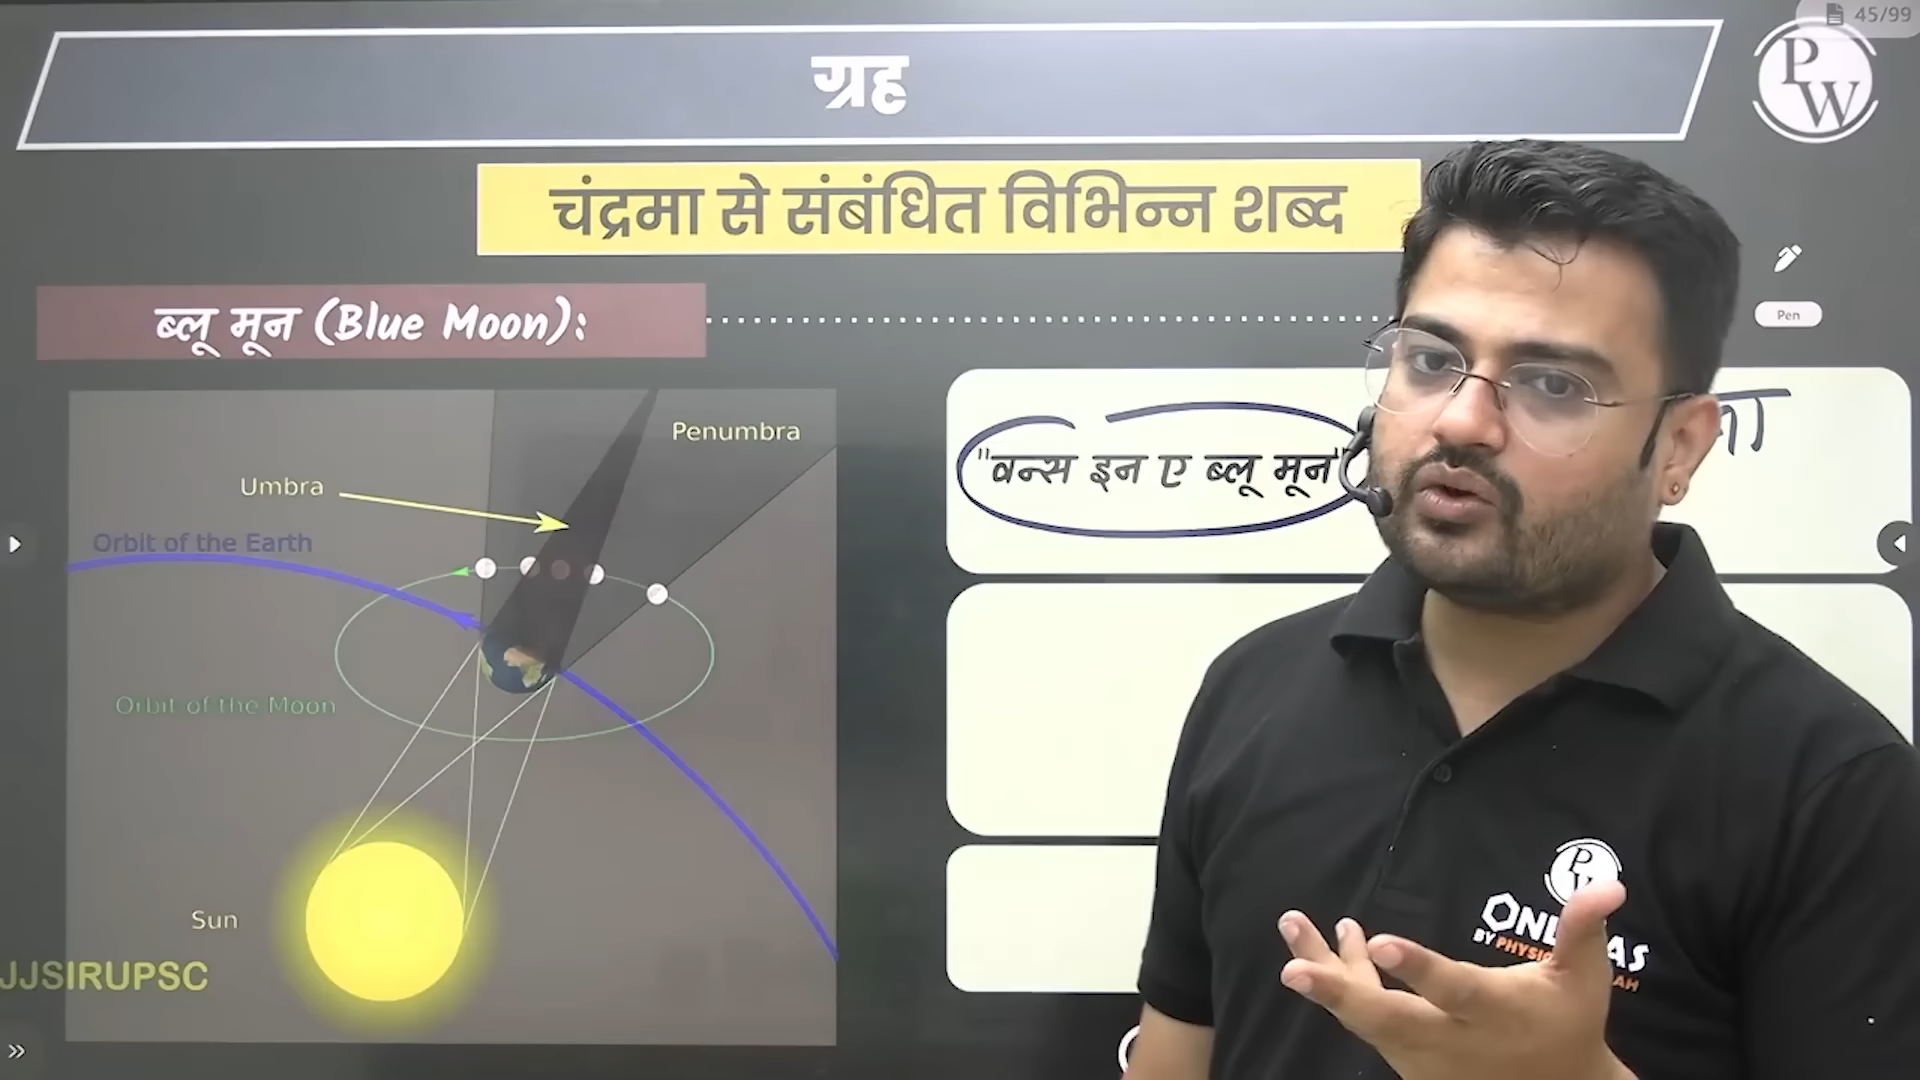 45/99
ग्रह
PW
चंद्रमा से संबंधित विभिन्न शब्द
Pen
ब्लू मून (Blue Moon):
Penumbra
Umbra
"वन्स इन ए ब्लू मून"
Orbit of the Earth
Orbit of the Moon
Sun
JJSIRUPSC